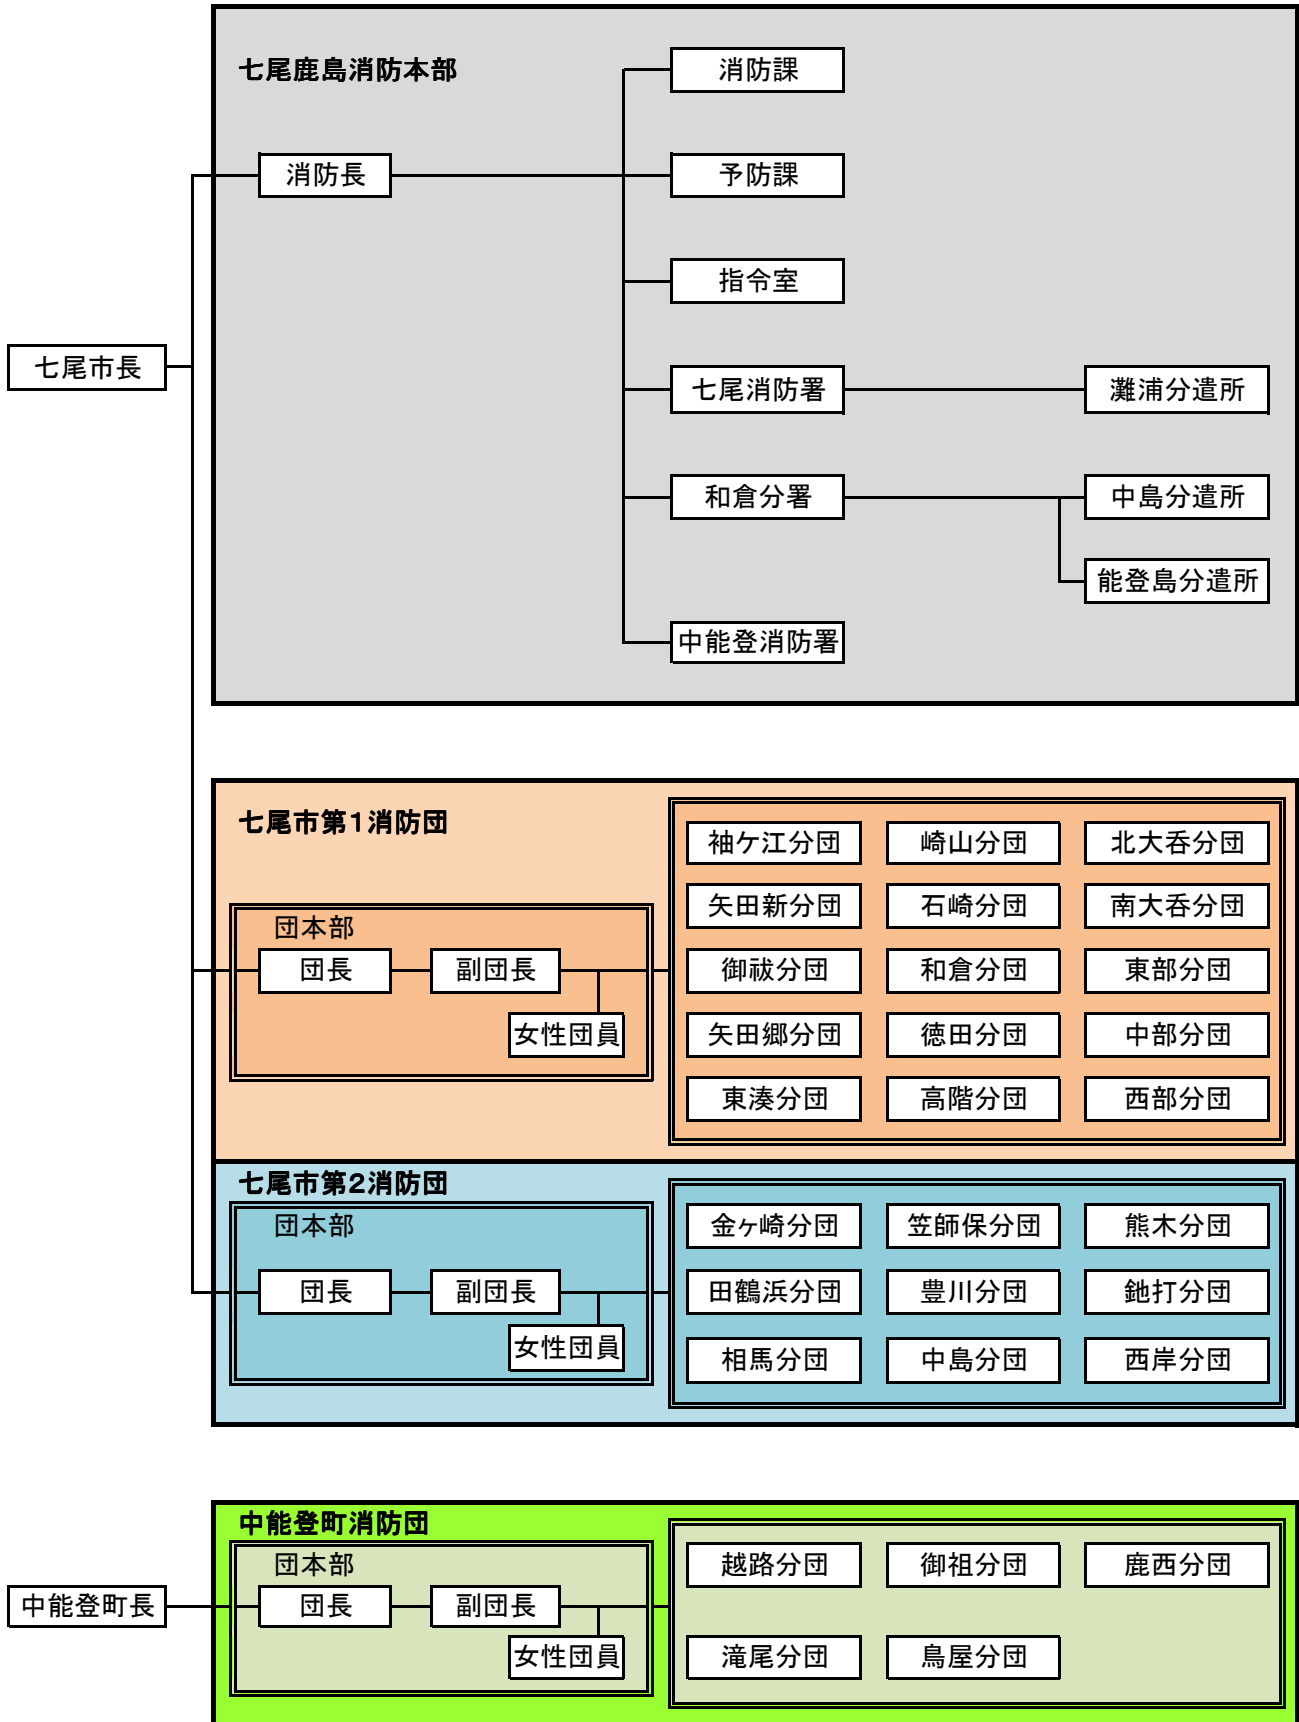 七尾鹿島消防本部
消防課
消防長
予防課
指令室
七尾市長
七尾消防署
灘浦分遣所
和倉分署
中島分遣所
能登島分遣所
中能登消防署
七尾市第1消防団
団本部
団長
副団長
女性団員
袖ケ江分団
崎山分団
北大呑分団
矢田新分団
石崎分団
南大呑分団
御祓分団
和倉分団
東部分団
矢田郷分団
徳田分団
中部分団
東湊分団
高階分団
西部分団
七尾市第2消防団
団本部
団長
副団長
女性団員
金ヶ崎分団
笠師保分団
熊木分団
田鶴浜分団
豊川分団
釶打分団
相馬分団
中島分団
西岸分団
中能登町消防団
団本部
中能登町長
団長
副団長
女性団員
越路分団
御祖分団
鹿西分団
滝尾分団
鳥屋分団